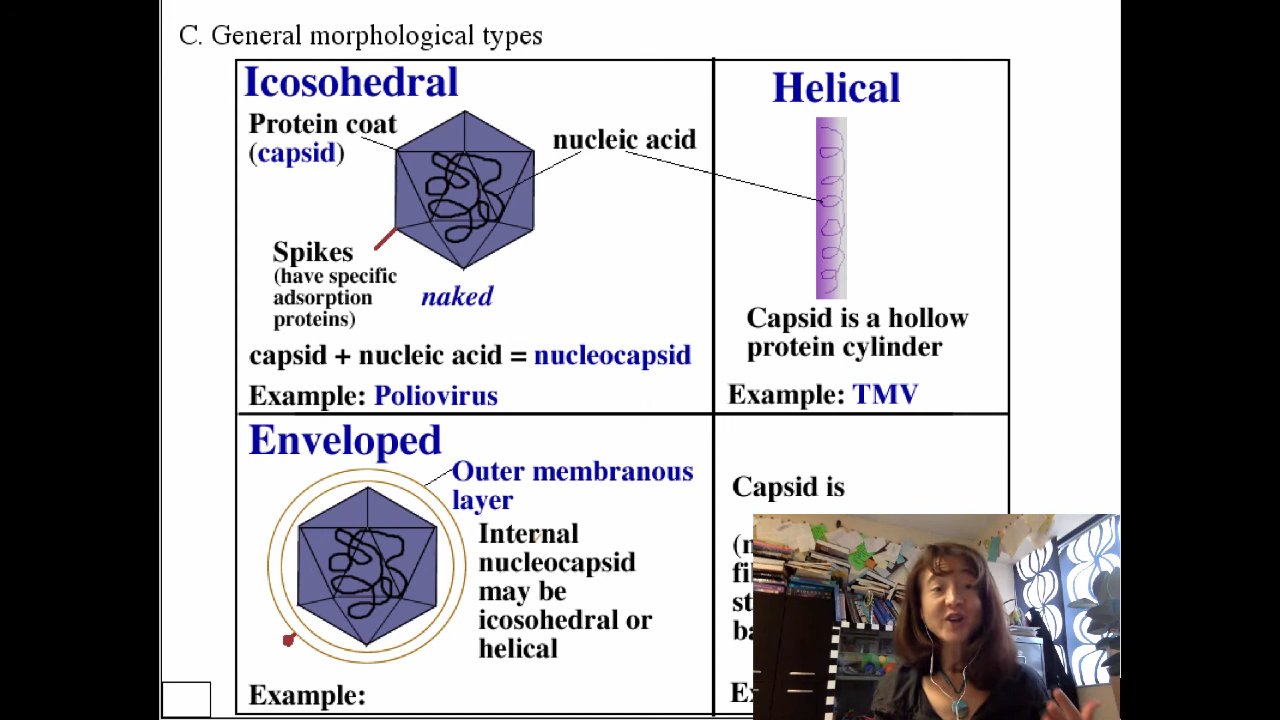 C. General morphological types
Icosohedral
Protein coat
(capsid)
nucleic acid
Spikes
(have specific
adsorption
proteins)
naked
capsid + nucleic acid = nucleocapsid
Example: Poliovirus
Helical
Capsid is a hollow
protein cylinder
Example: TMV
Enveloped
Outer membranous
layer
Internal
nucleocapsid
may be
icosohedral or
helical
Example:
Capsid is